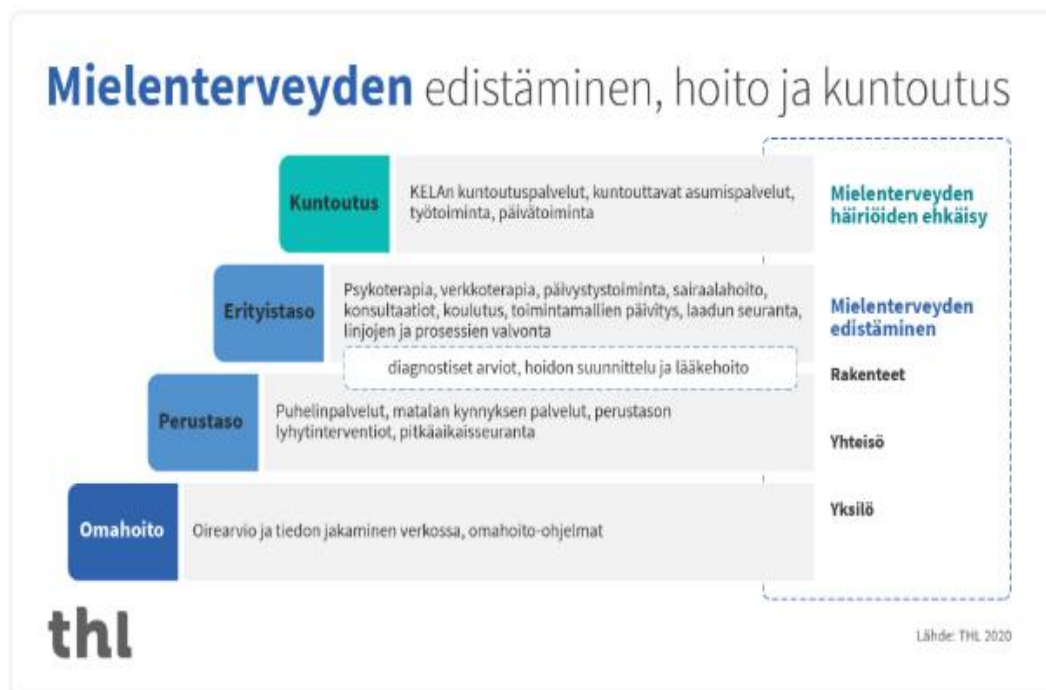 Mielenterveyden edistäminen, hoito ja kuntoutus
Kuntoutus
KELAn kuntoutuspalvelut, kuntouttavat asumispalvelut,
työtoiminta, päivätoiminta
Mielenterveyden
häiriöiden ehkäisy
Erityistaso
Psykoterapia, verkkoterapia, päivystystoiminta, sairaalahoito,
konsultaatiot, koulutus, toimintamallien päivitys, laadun seuranta,
linjojen ja prosessien valvonta
Mielenterveyden
edistäminen
diagnostiset arviot, hoidon suunnittelu ja lääkehoito
Rakenteet
Perustaso
Puhelinpalvelut, matalan kynnyksen palvelut, perustason
lyhytinterventiot, pitkäaikaisseuranta
Yhteisö
Omahoito
Oirearvio ja tiedon jakaminen verkossa, omahoito-ohjelmat
Yksilö
thl
Lähde: THL 2020